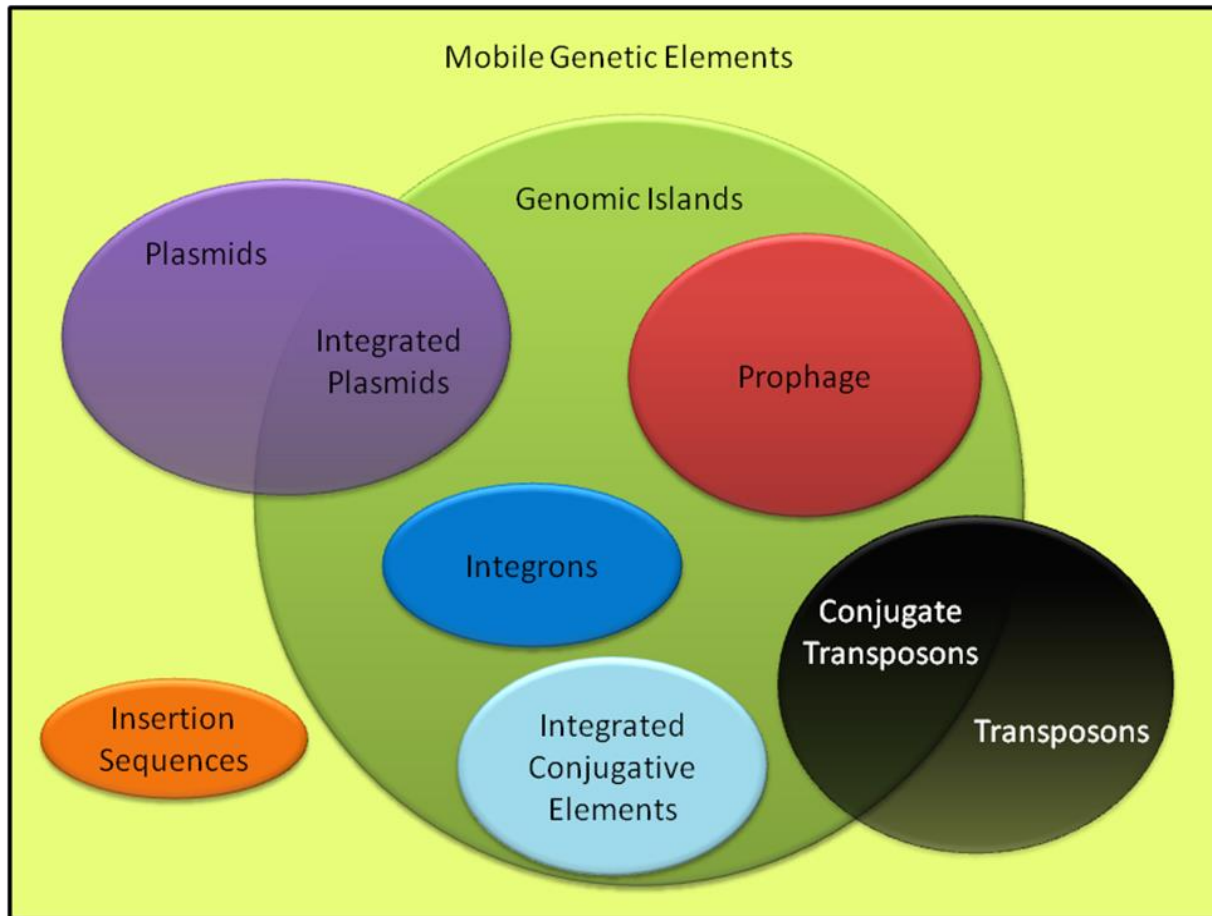 Mobile Genetic Elements
Genomic Islands
Plasmids
Integrated
Plasmids
Prophage
Integrons
Conjugate
Transposons
Transposons
Insertion
Sequences
Integrated
Conjugative
Elements